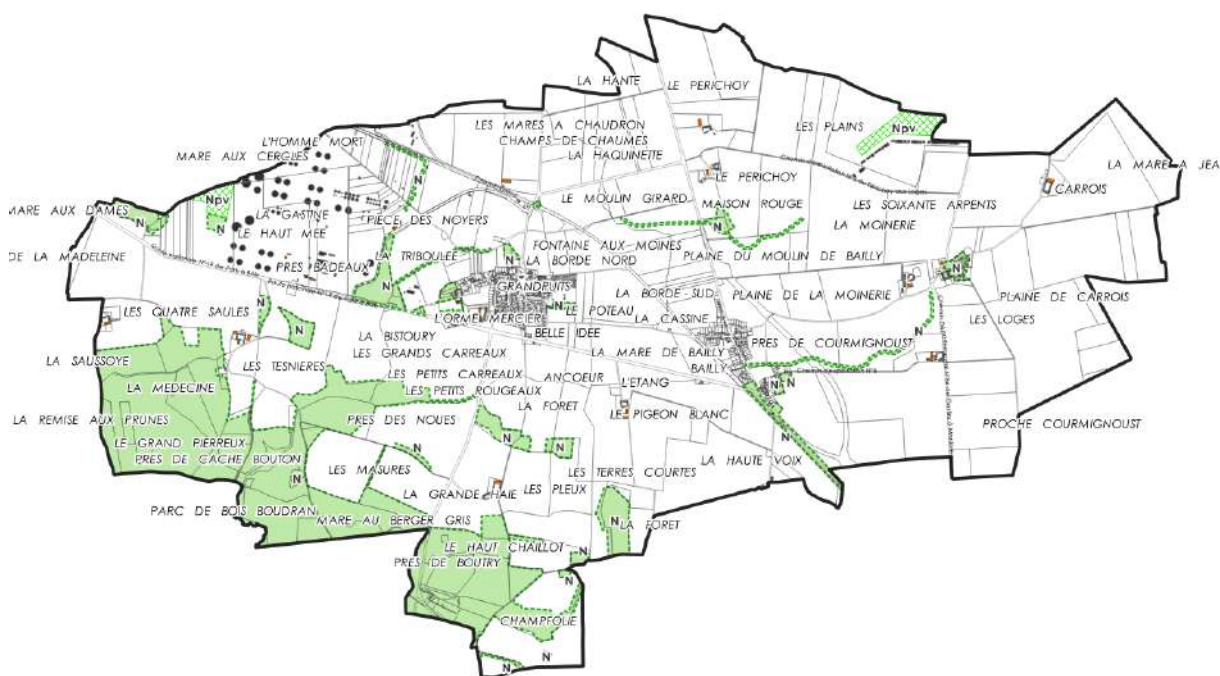 LA HANTE
LE PERICHOY
LES MARES A CHAUDRON
CHAMPS DE CHAUMES
LES PLAINS
Npv
L'HOMME MORT
LA HAQUINETTE
MARE AUX CERCLES
N
LE PERICHOY
CARROIS
LA MARE A JEA
MARE AUX DAMES
N
Npv
N
LA GASTINE
PIECE DES NOYERS
LE MOULIN GIRARD
MAISON ROUGE
N
LES SOIXANTE ARPENTS
LE HAUT MEE
LA MOINERIE
FONTAINE AUX MOINES
DE LA MADELEINE
PRES BADEAUX
LA TRIBOULEE
N
LA BORDE NORD
PLAINE DU MOULIN DE BAILLY
N
N
GRANDPUITS
LA BORDE SUD
PLAINE DE LA MOINERIE
PLAINE DE CARROIS
LES QUATRE SAULES
N
N
L'ORME MERCIER
N
LE POTEAU
LA CASSINE
LES LOGES
LA BISTOURY
BELLE IDEE
PRES DE COURMIGNOUST
LA SAUSSOYE
LES TESNIERES
LES GRANDS CARREAUX
LA MARE DE BAILLY
BAILLY
LES PETITS CARREAUX
ANCOEUR
L'ETANG
N
N
LA MEDECINE
LES PETITS ROUGEAUX
LA FORET
LA REMISE AUX PRUNES
PRES DES NOUES
LE PIGEON BLANC
PROCHE COURMIGNOUST
LE GRAND PIERREUX
N
N
N
N
PRES DE CACHE BOUTON
LES MASURES
LES TERRES COURTES
LA HAUTE VOIX
N
LA GRANDE HAIE
LES PLEUX
PARC DE BOIS BOUDRAN
MARE AU BERGER GRIS
N
LA FORET
LE HAUT CHAILLOT
N
PRES DE BOUTRY
N
CHAMPFOLIE
N
N